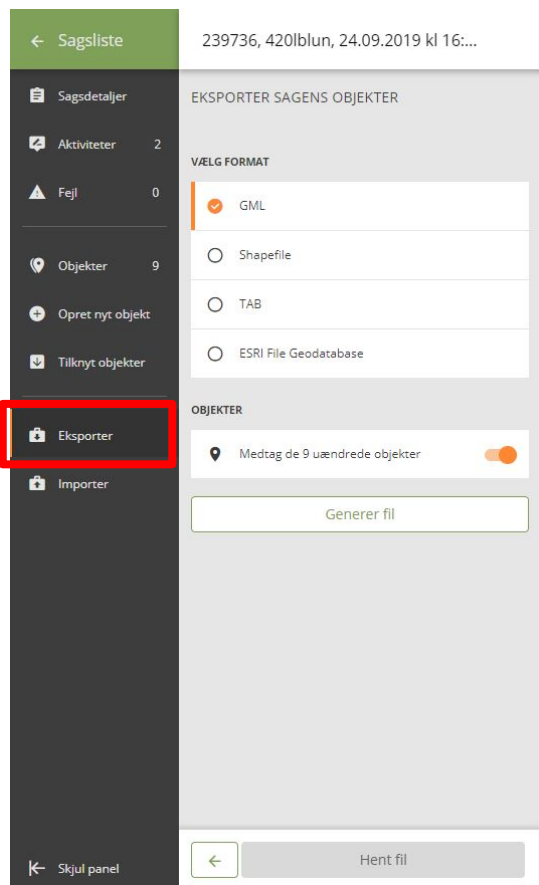 Sagsliste
239736, 420lblun, 24.09.2019 kl 16:...
Sagsdetaljer
Aktiviteter 2
Fejl 0
Objekter 9
Opret nyt objekt
Tilknyt objekter
Eksporter
Importer
Skjul panel
EKSPORTER SAGENS OBJEKTER
VÆLG FORMAT
GML
Shapefile
TAB
ESRI File Geodatabase
OBJEKTER
Medtag de 9 uændrede objekter
Generer fil
Hent fil